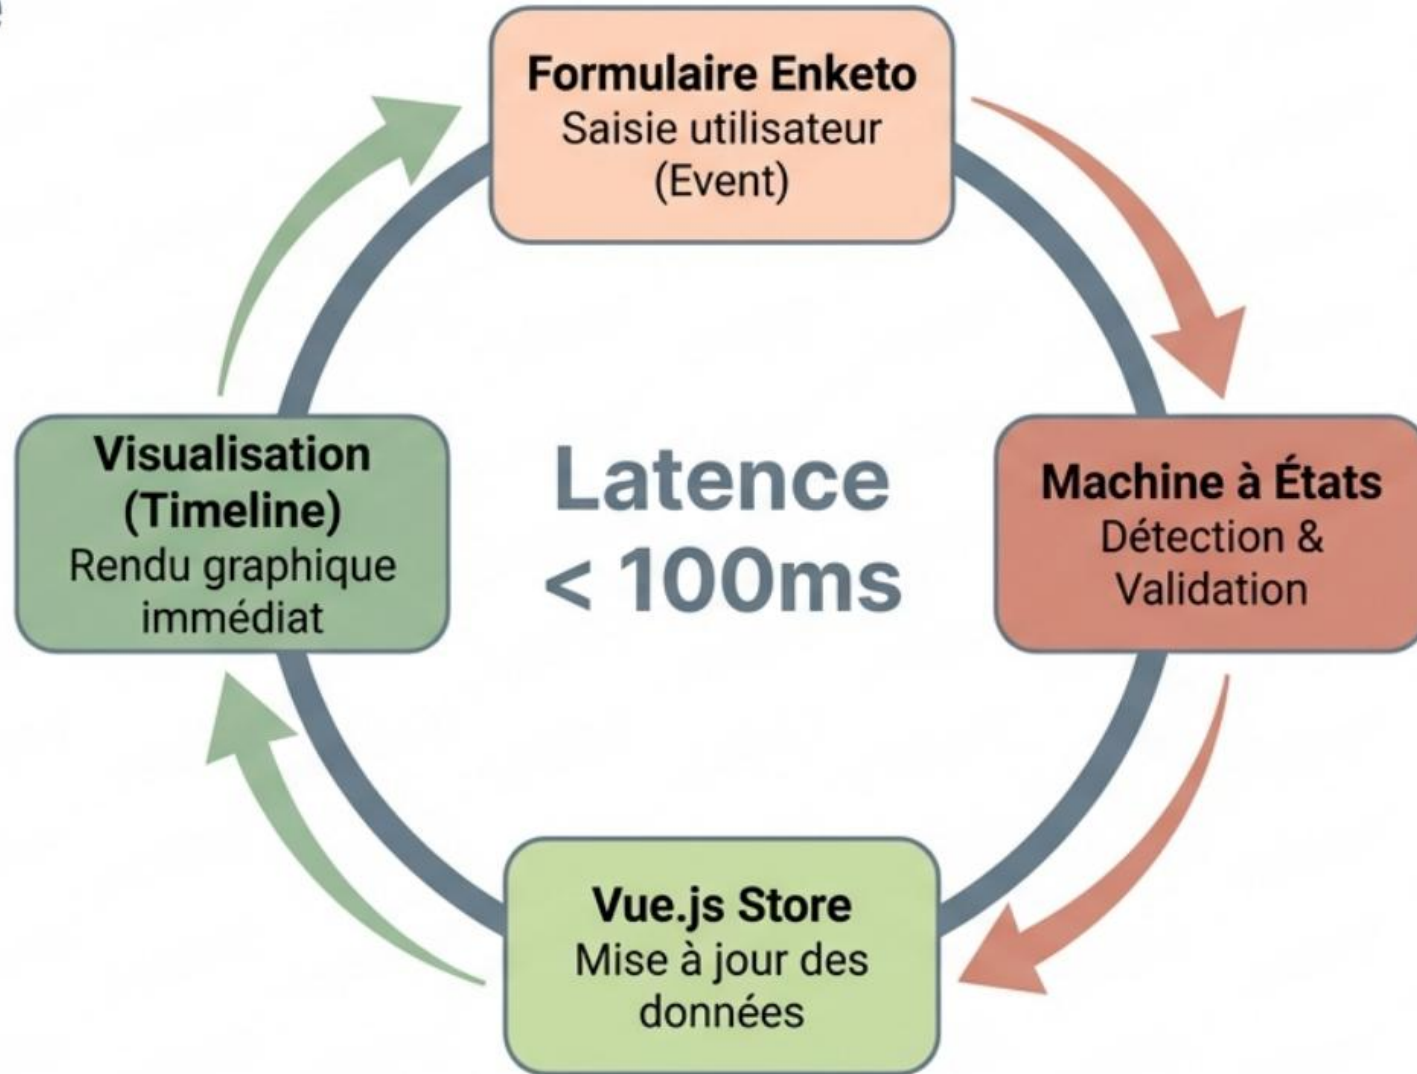 Formulaire Enketo
Saisie utilisateur
(Event)
Visualisation
(Timeline)
Rendu graphique
immédiat
Latence
< 100ms
Machine à États
Détection &
Validation
Vue.js Store
Mise à jour des
données